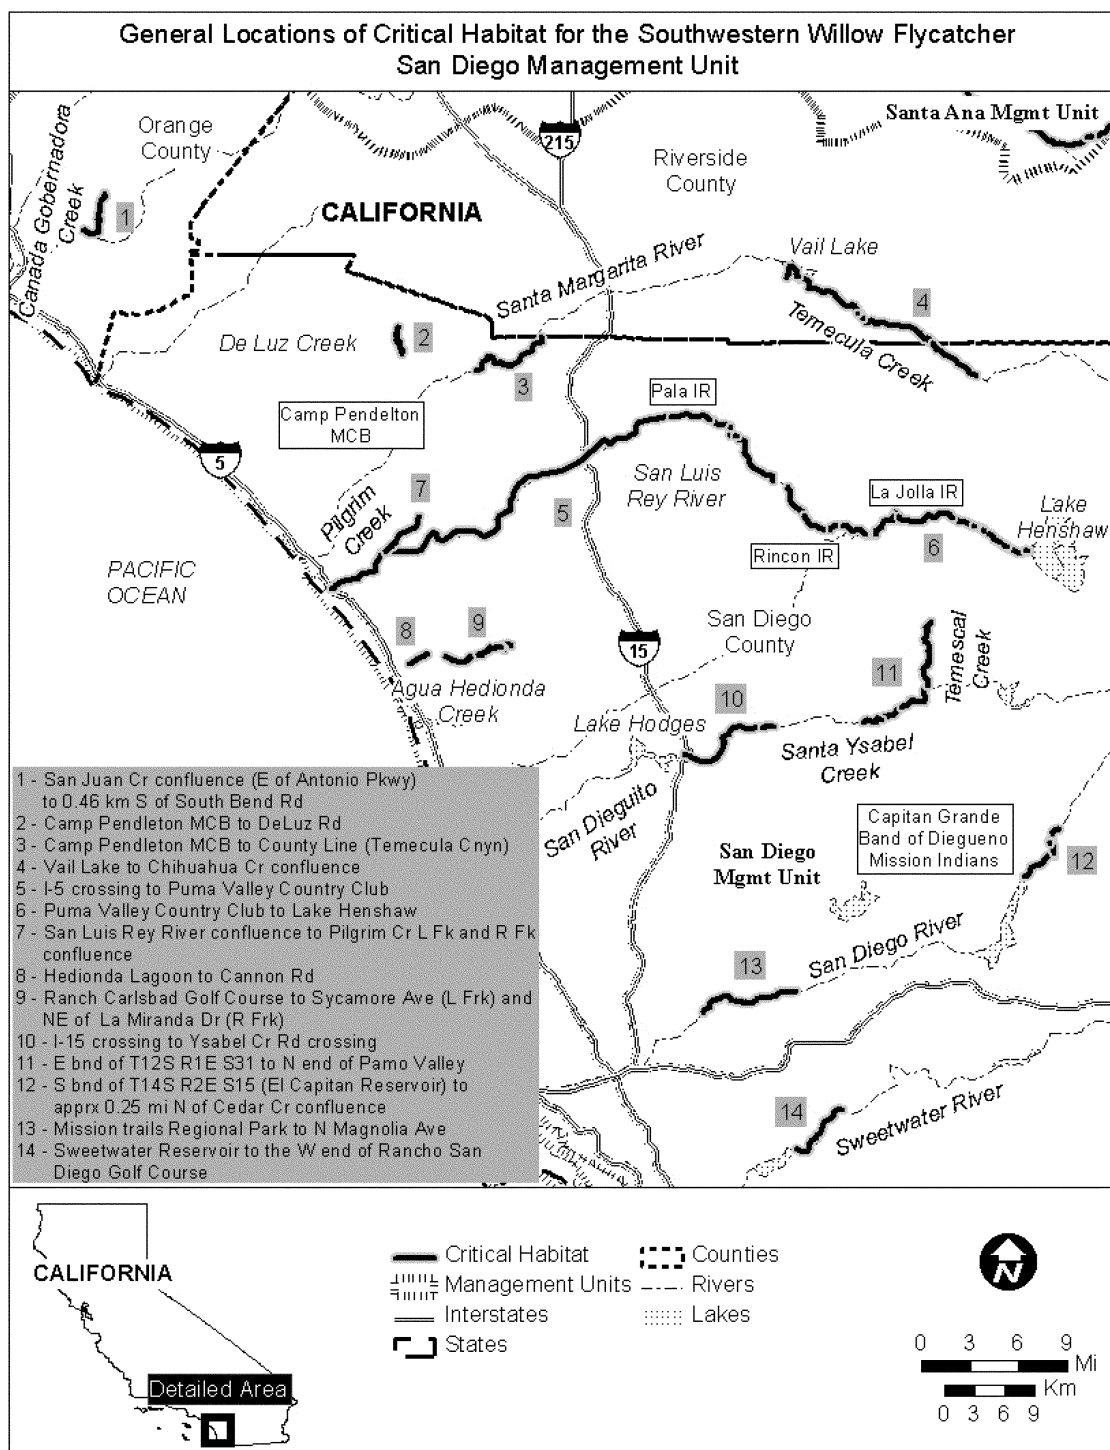 General Locations of Critical Habitat for the Southwestern Willow Flycatcher
San Diego Management Unit
Santa Ana Mgmt Unit
Orange
County
215
Riverside
County
Canada Gobernadora
Creek
1
CALIFORNIA
Santa Margarita River
Vail Lake
4
Temecula Creek
De Luz Creek
2
3
Pala IR
Camp Pendelton
MCB
5
San Luis
Rey River
7
Pilgrim
Creek
La Jolla IR
Lake
Henshaw
5
6
Rincon IR
PACIFIC
OCEAN
San Diego
County
8
9
15
Temescal
Creek
11
10
Agua Hedionda
Creek
Lake Hodges
Santa Ysabel
Creek
San Dieguito
River
1 - San Juan Cr confluence (E of Antonio Pkwy)
to 0.46 km S of South Bend Rd
2 - Camp Pendleton MCB to DeLuz Rd
3 - Camp Pendleton MCB to County Line (Temecula Cnyn)
4 - Vail Lake to Chihuahua Cr confluence
5 - I-5 crossing to Puma Valley Country Club
6 - Puma Valley Country Club to Lake Henshaw
7 - San Luis Rey River confluence to Pilgrim Cr L Fk and R Fk
confluence
8 - Hedionda Lagoon to Cannon Rd
9 - Ranch Carlsbad Golf Course to Sycamore Ave (L Frk) and
NE of La Miranda Dr (R Frk)
10 - I-15 crossing to Ysabel Cr Rd crossing
11 - E bnd of T12S R1E S31 to N end of Pamo Valley
12 - S bnd of T14S R2E S15 (El Capitan Reservoir) to
apprx 0.25 mi N of Cedar Cr confluence
13 - Mission trails Regional Park to N Magnolia Ave
14 - Sweetwater Reservoir to the W end of Rancho San
Diego Golf Course
Capitan Grande
Band of Diegueno
Mission Indians
San Diego
Mgmt Unit
12
San Diego River
13
14
Sweetwater River
CALIFORNIA
Detailed Area
Critical Habitat
Management Units
Interstates
States
Counties
Rivers
Lakes
N
0 3 6 9
Mi
Km
0 3 6 9